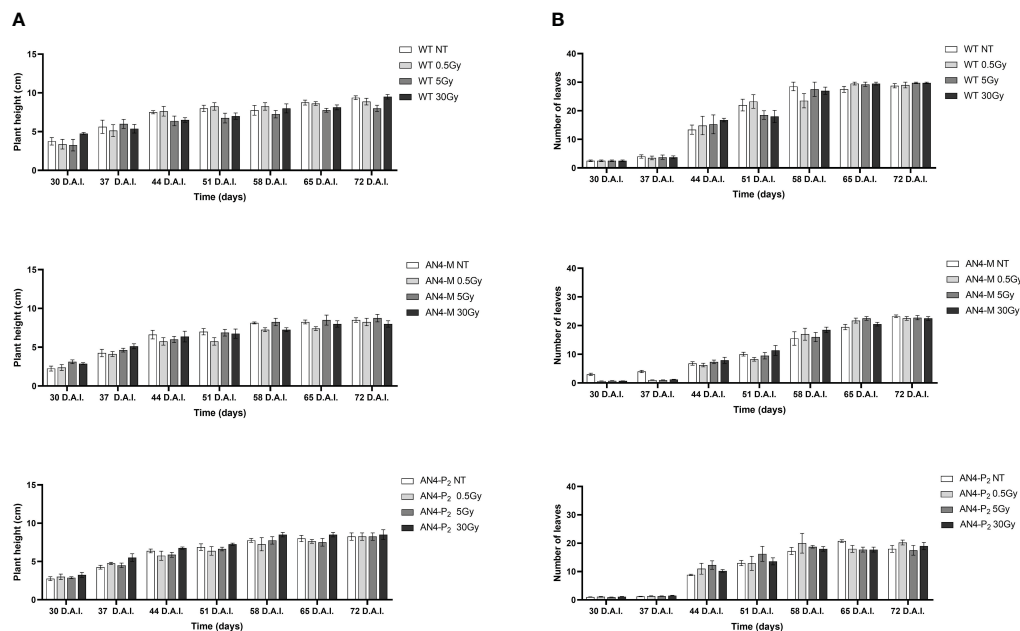 A
Plant height (cm)
15
10
5
0
WT NT
WT 0.5Gy
WT 5Gy
WT 30Gy
30 D.A.I. 37 D.A.I. 44 D.A.I. 51 D.A.I. 58 D.A.I. 65 D.A.I. 72 D.A.I.
Time (days)
Plant height (cm)
15
10
5
0
AN4-M NT
AN4-M 0.5Gy
AN4-M 5Gy
AN4-M 30Gy
30 D.A.I. 37 D.A.I. 44 D.A.I. 51 D.A.I. 58 D.A.I. 65 D.A.I. 72 D.A.I.
Time (days)
Plant height (cm)
15
10
5
0
AN4-P₂ NT
AN4-P₂ 0.5Gy
AN4-P₂ 5Gy
AN4-P₂ 30Gy
30 D.A.I. 37 D.A.I. 44 D.A.I. 51 D.A.I. 58 D.A.I. 65 D.A.I. 72 D.A.I.
Time (days)
B
Number of leaves
40
30
20
10
0
WT NT
WT 0.5Gy
WT 5Gy
WT 30Gy
30 D.A.I. 37 D.A.I. 44 D.A.I. 51 D.A.I. 58 D.A.I. 65 D.A.I. 72 D.A.I.
Time (days)
Number of leaves
40
30
20
10
0
AN4-M NT
AN4-M 0.5Gy
AN4-M 5Gy
AN4-M 30Gy
30 D.A.I. 37 D.A.I. 44 D.A.I. 51 D.A.I. 58 D.A.I. 65 D.A.I. 72 D.A.I.
Time (days)
Number of leaves
40
30
20
10
0
AN4-P₂ NT
AN4-P₂ 0.5Gy
AN4-P₂ 5Gy
AN4-P₂ 30Gy
30 D.A.I. 37 D.A.I. 44 D.A.I. 51 D.A.I. 58 D.A.I. 65 D.A.I. 72 D.A.I.
Time (days)